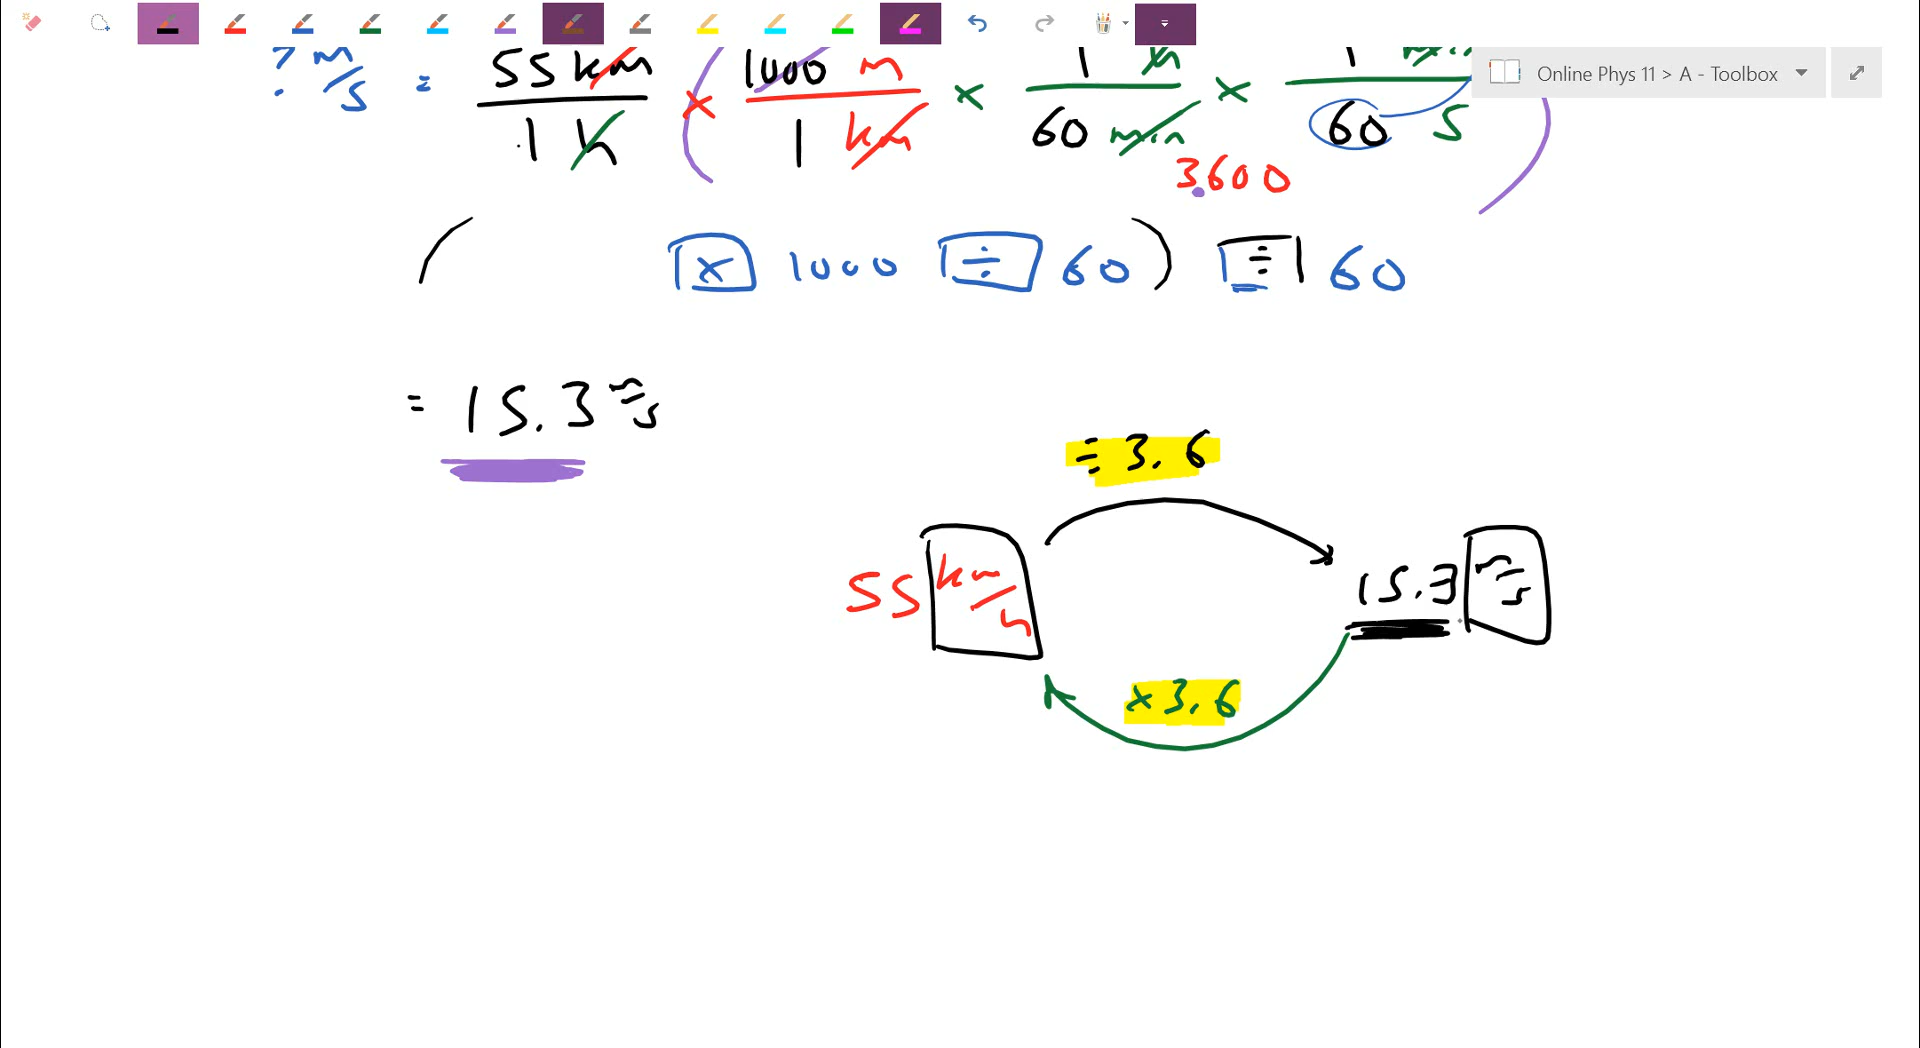 ? m/s = 55 km / 1 h × ( 1000 m / 1 km × 1 h / 60 min × 1 min / 60 s )
3600
( × 1000 ÷ 60 ) ÷ 60
= 15.3 m/s
÷ 3.6
55 km/h
15.3 m/s
× 3.6
Online Phys 11 > A - Toolbox